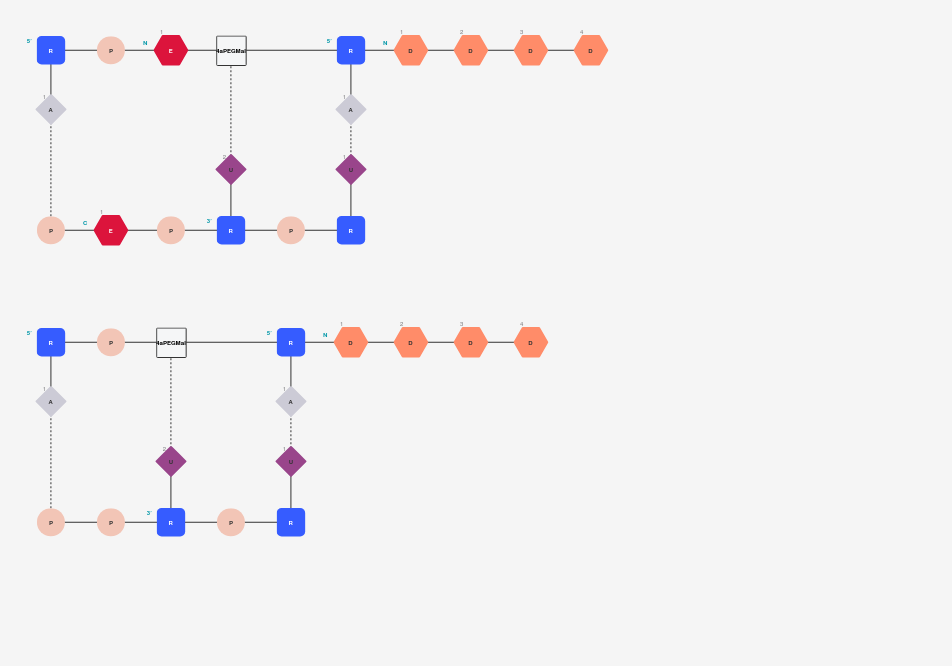 1
5' R P N E HaPEGMal 5' R N D 1 D 2 D 3 D 4
1 A 1 A
2 U 1 U
1
P C E P 3' R P R
5' R P HaPEGMal 5' R N D 1 D 2 D 3 D 4
1 A 1 A
2 U 1 U
P P 3' R P R